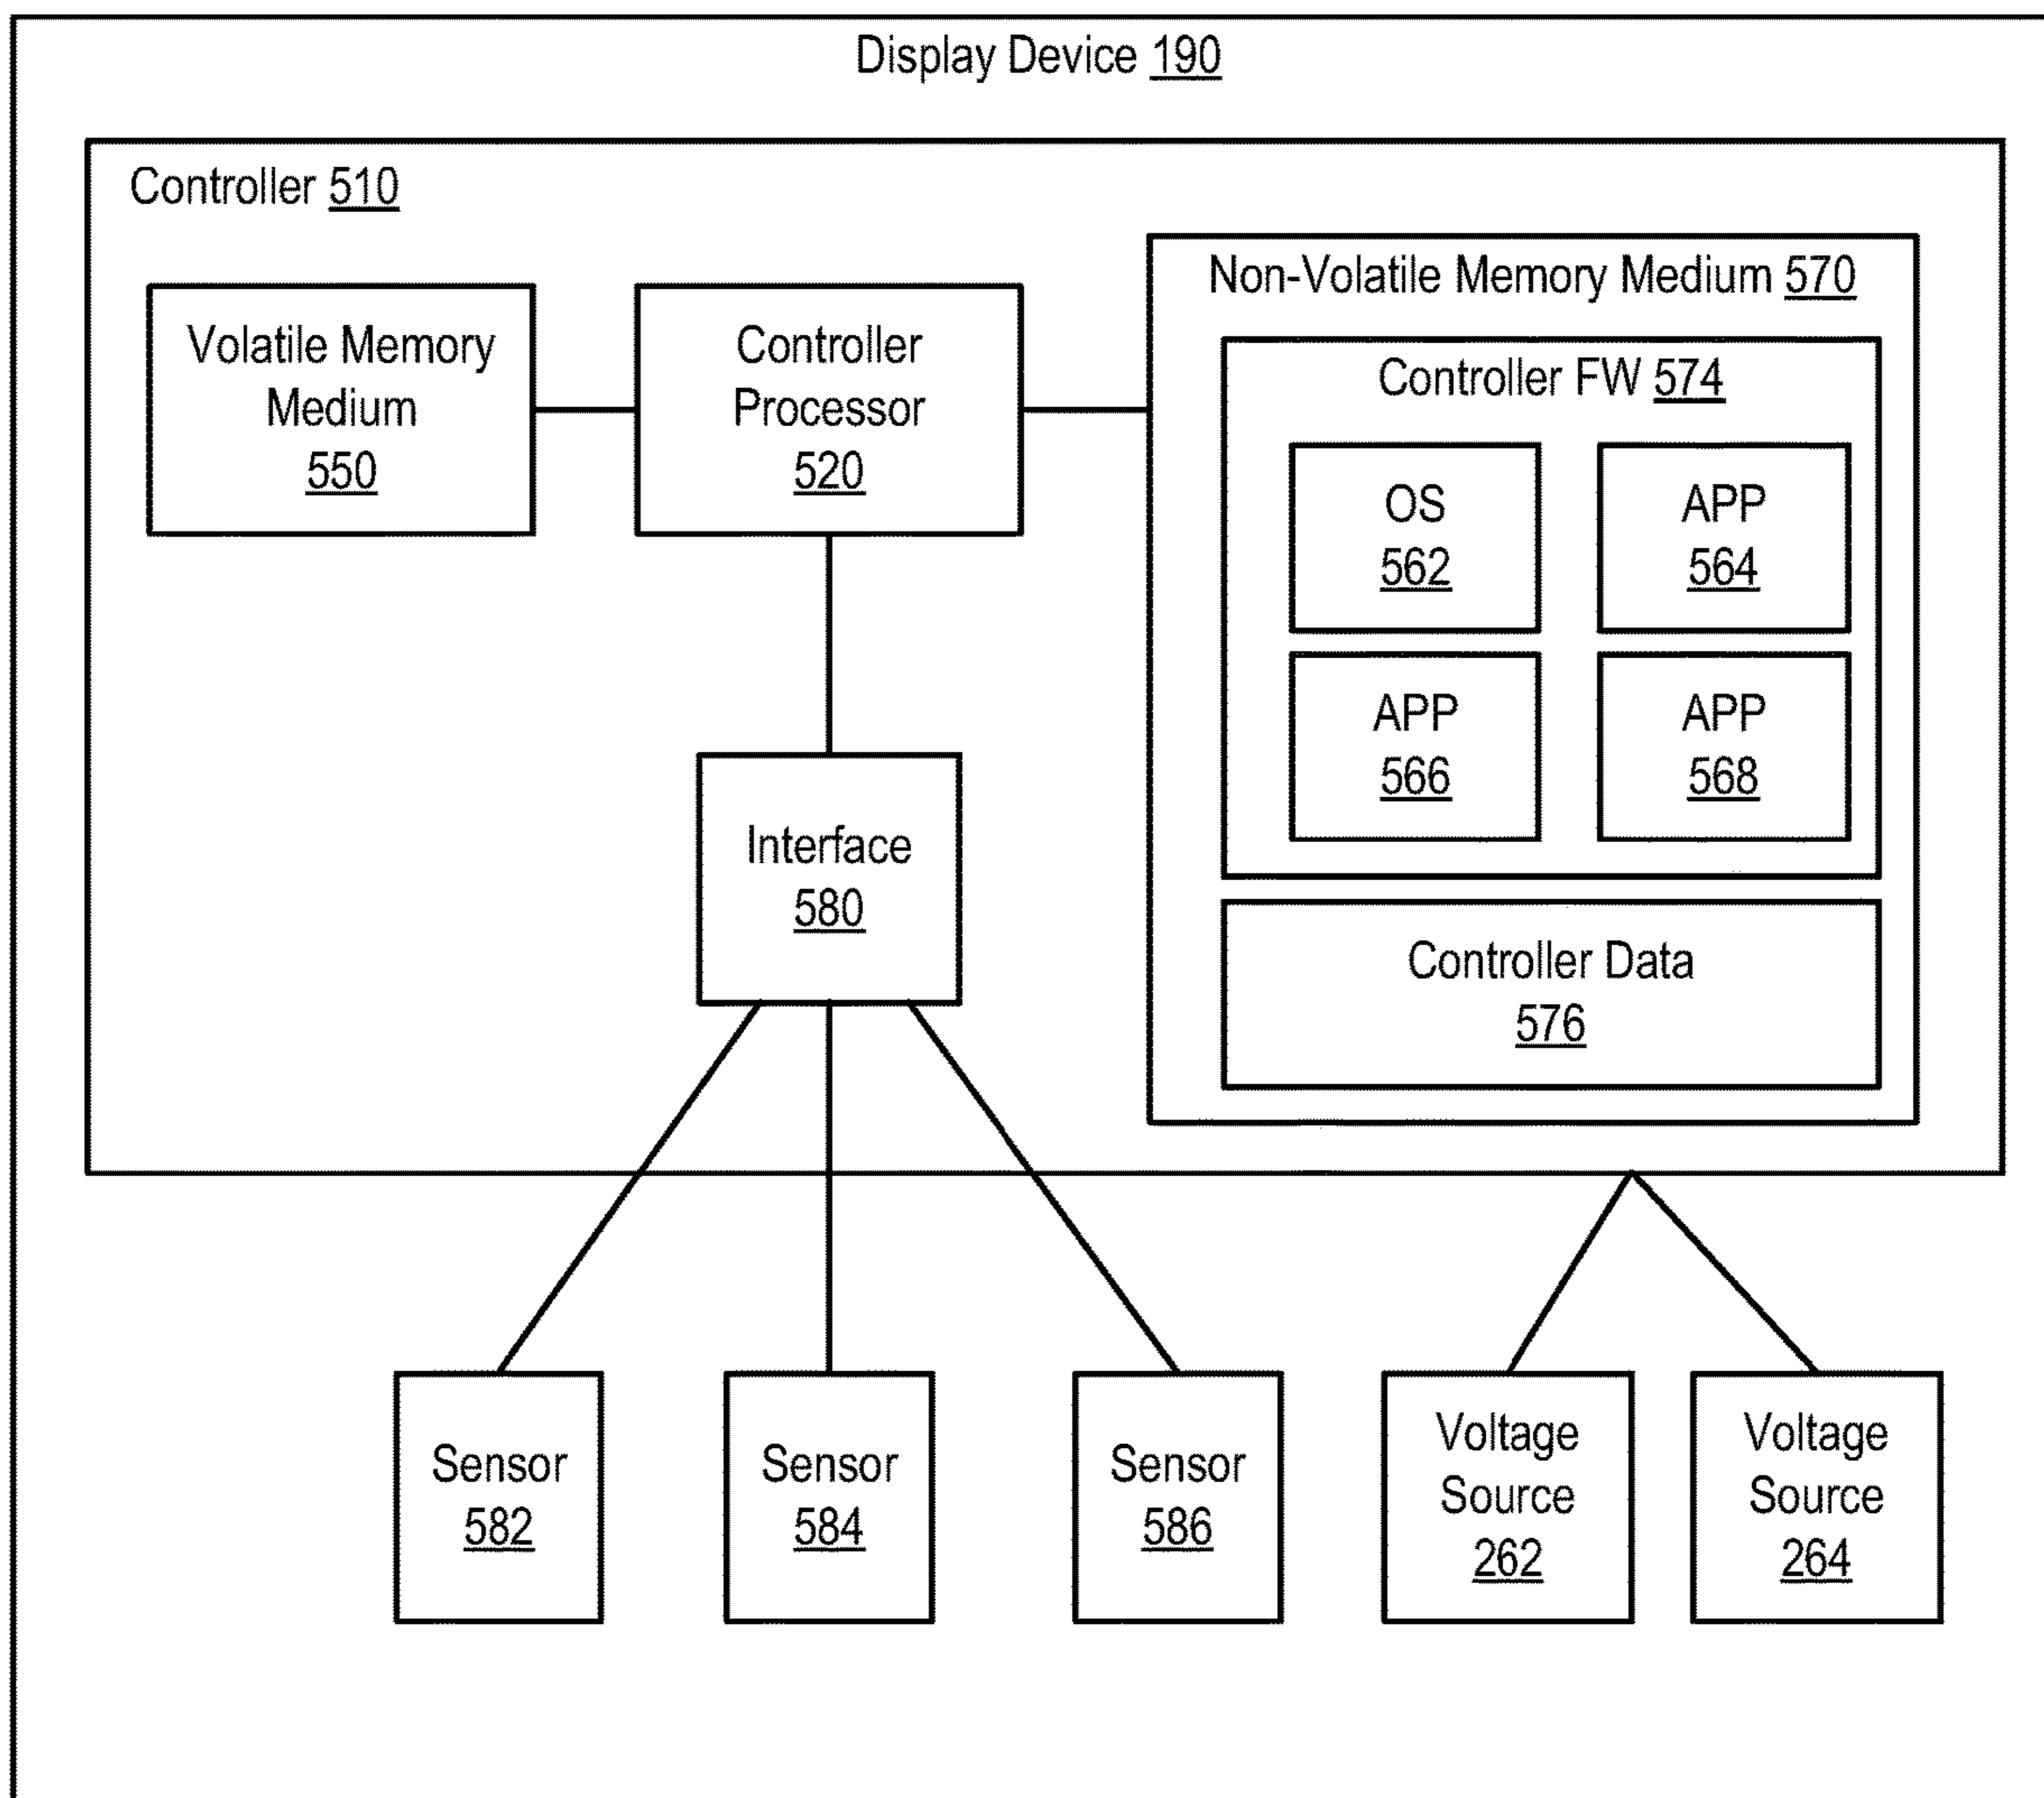 Display Device 190
Controller 510
Volatile Memory
Medium
550
Controller
Processor
520
Non-Volatile Memory Medium 570
Controller FW 574
OS
562
APP
564
APP
566
APP
568
Interface
580
Controller Data
576
Sensor
582
Sensor
584
Sensor
586
Voltage
Source
262
Voltage
Source
264